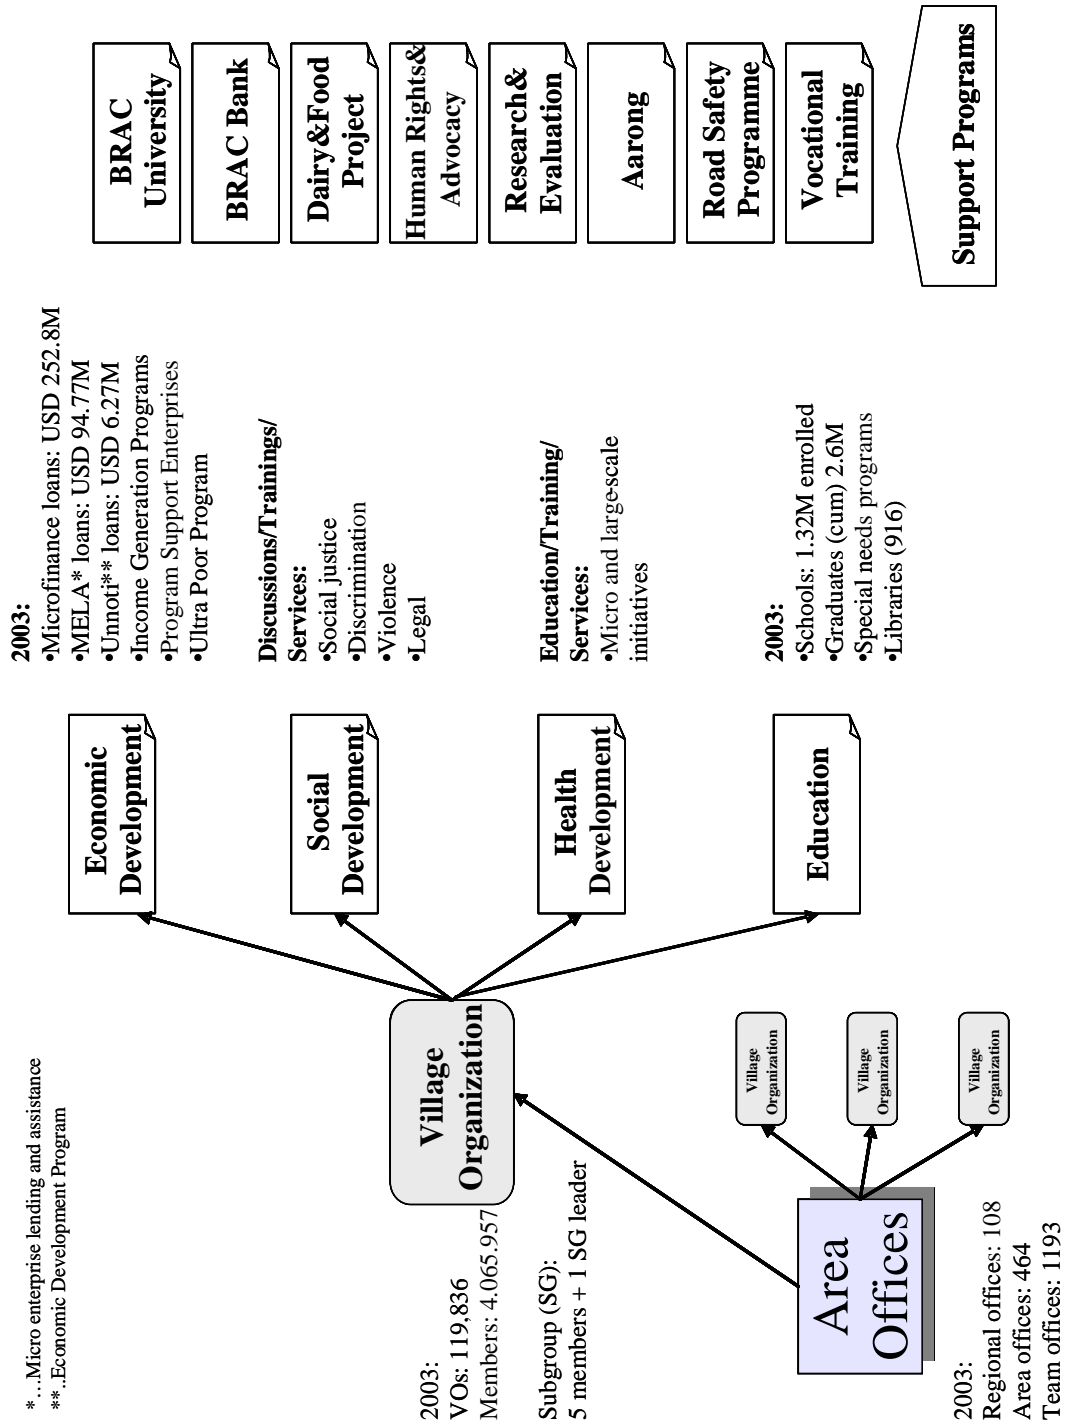 *…Micro enterprise lending and assistance
**..Economic Development Program
2003:
VOs: 119,836
Members: 4.065.957
Subgroup (SG):
5 members + 1 SG leader
Village
Organization
Area
Offices
2003:
Regional offices: 108
Area offices: 464
Team offices: 1193
Village
Organization
Village
Organization
Village
Organization
Economic
Development
Social
Development
Health
Development
Education
2003:
•Microfinance loans: USD 252.8M
•MELA* loans: USD 94.77M
•Unnoti** loans: USD 6.27M
•Income Generation Programs
•Program Support Enterprises
•Ultra Poor Program
Discussions/Trainings/
Services:
•Social justice
•Discrimination
•Violence
•Legal
Education/Training/
Services:
•Micro and large-scale
initiatives
2003:
•Schools: 1.32M enrolled
•Graduates (cum) 2.6M
•Special needs programs
•Libraries (916)
BRAC
University
BRAC Bank
Dairy&Food
Project
Human Rights&
Advocacy
Research&
Evaluation
Aarong
Road Safety
Programme
Vocational
Training
Support Programs